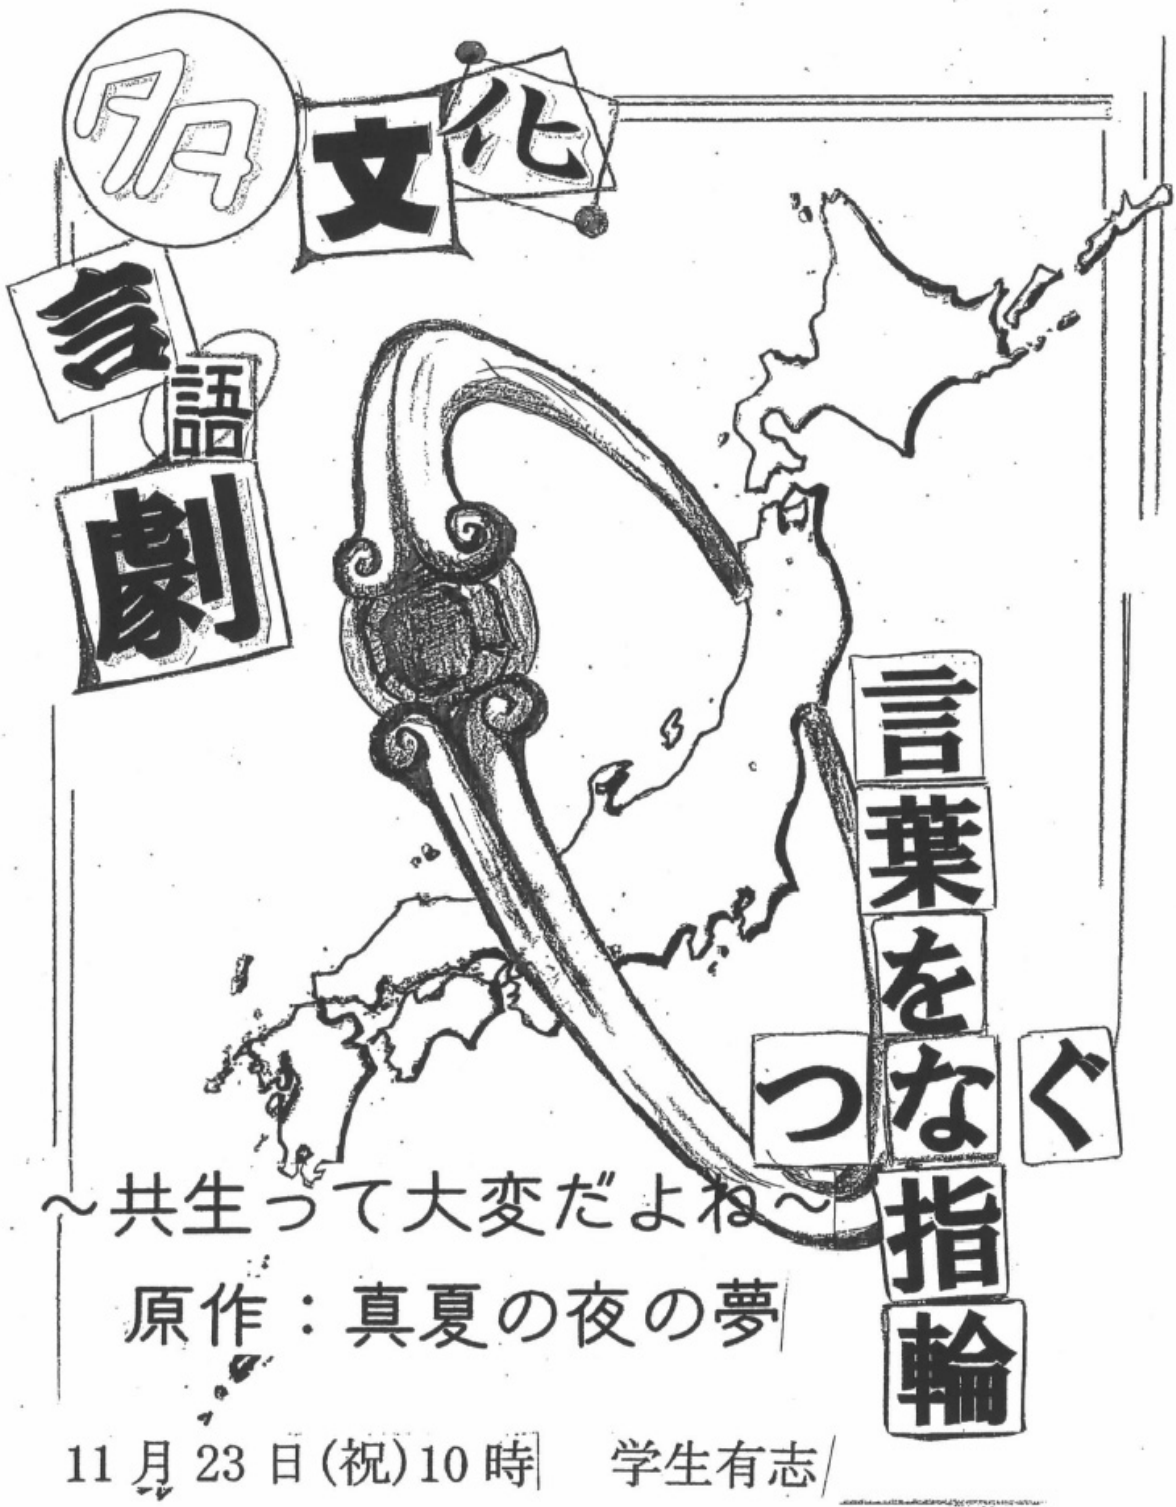 多文化
言語劇
言葉を
つなぐ
指輪
～共生って大変だよね～
原作：真夏の夜の夢
11月23日(祝)10時　学生有志